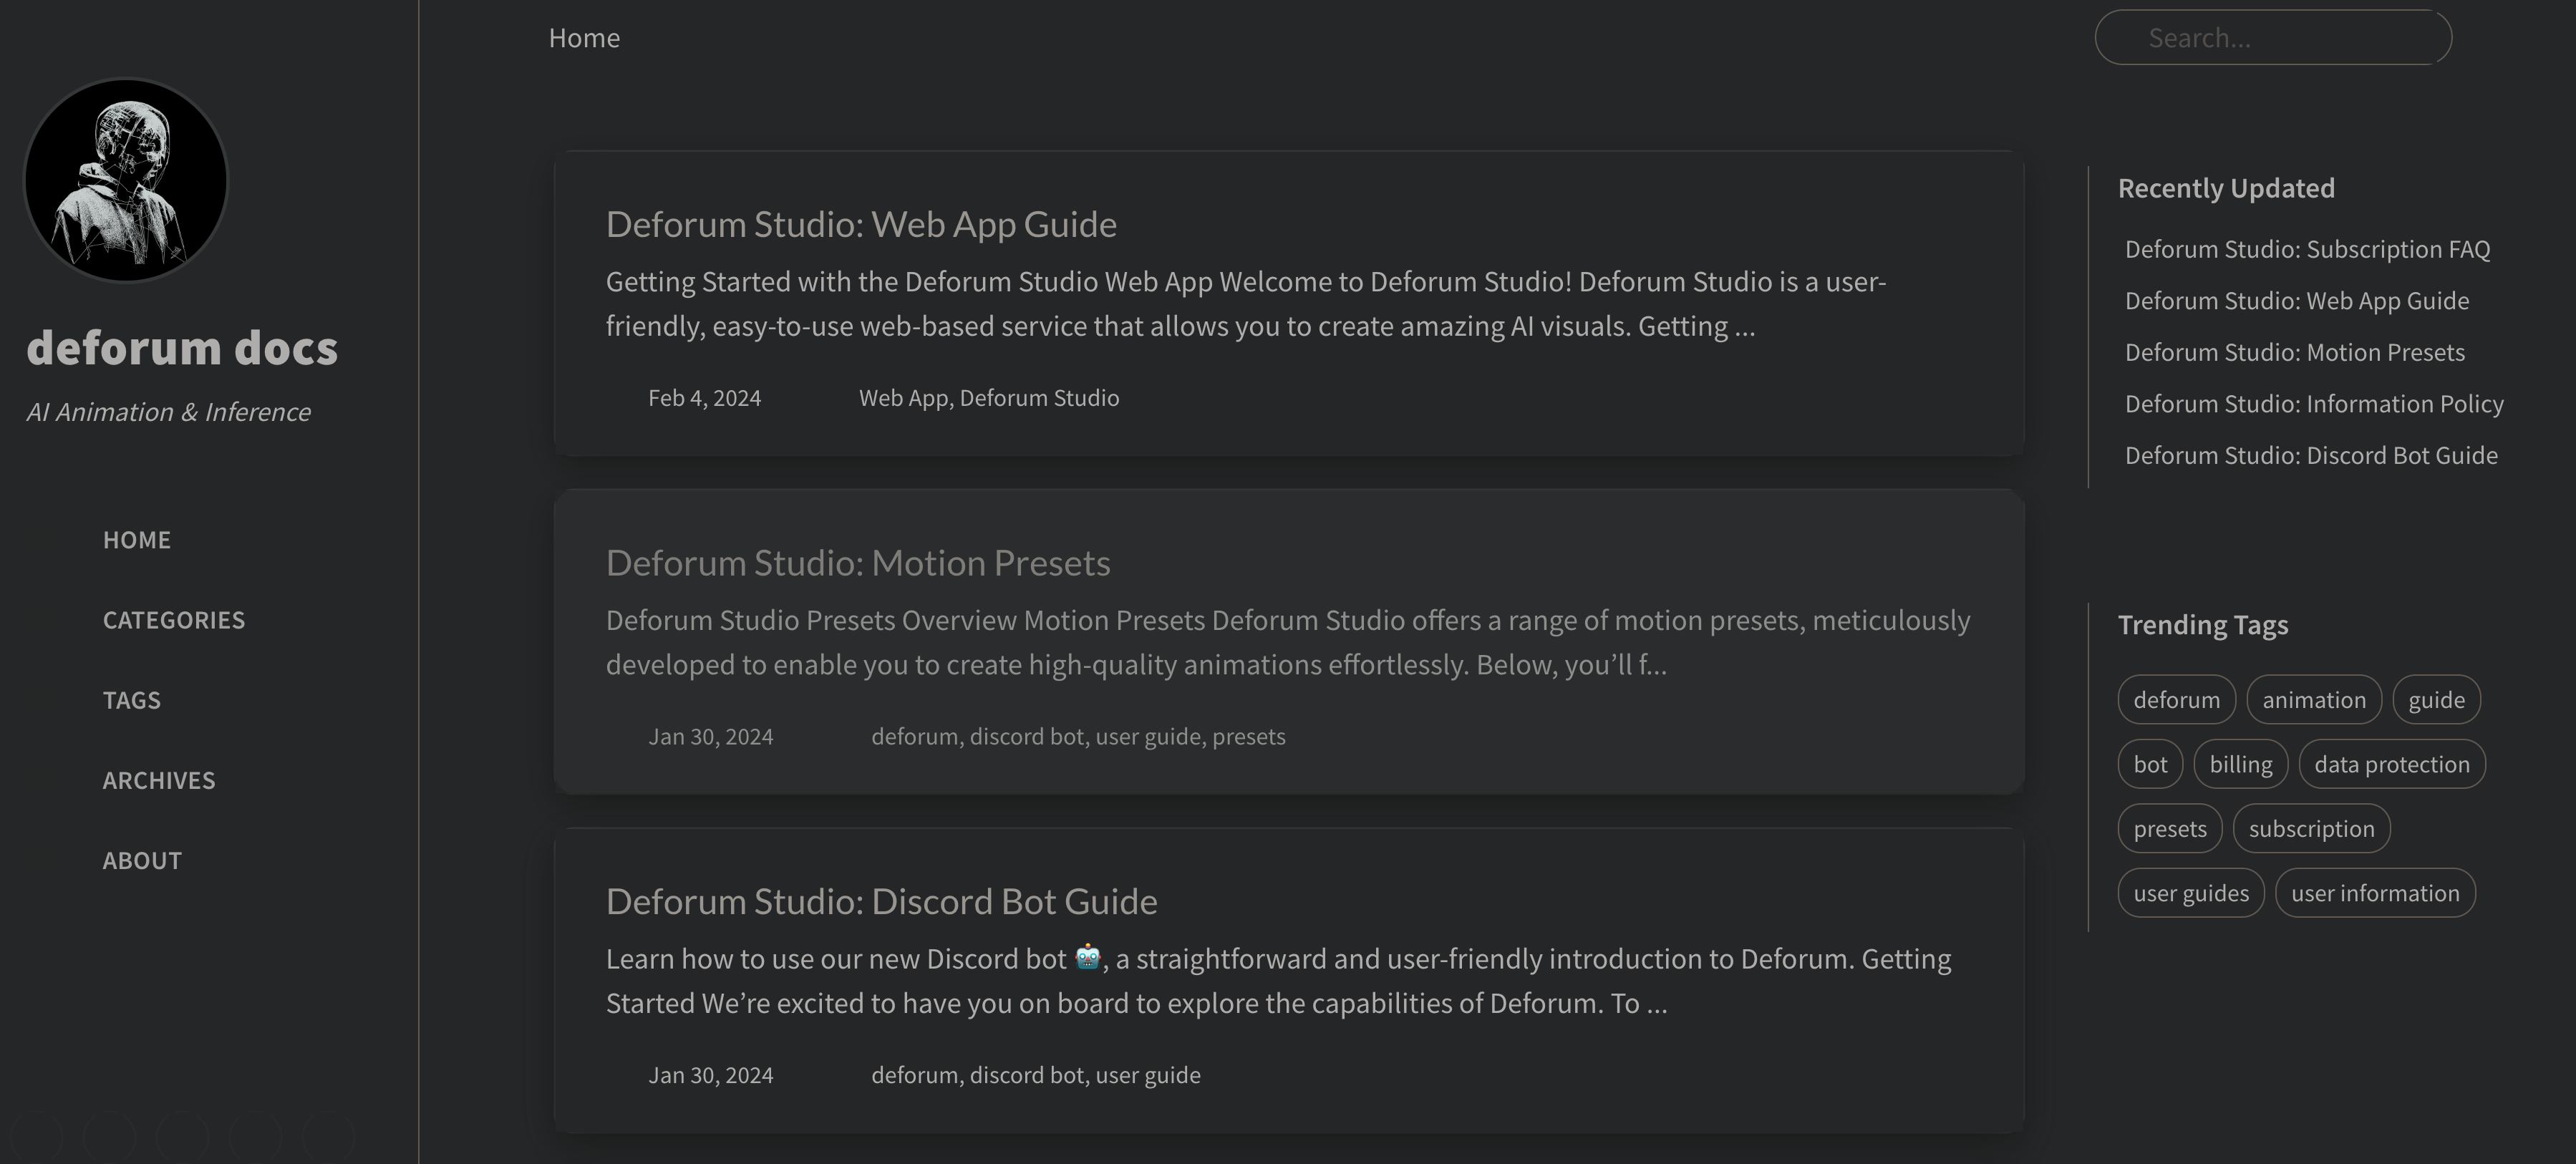 deforum docs
AI Animation & Inference
HOME
CATEGORIES
TAGS
ARCHIVES
ABOUT
Home
Search...
Deforum Studio: Web App Guide
Getting Started with the Deforum Studio Web App Welcome to Deforum Studio! Deforum Studio is a user-
friendly, easy-to-use web-based service that allows you to create amazing AI visuals. Getting ...
Feb 4, 2024 Web App, Deforum Studio
Deforum Studio: Motion Presets
Deforum Studio Presets Overview Motion Presets Deforum Studio offers a range of motion presets, meticulously
developed to enable you to create high-quality animations effortlessly. Below, you’ll f...
Jan 30, 2024 deforum, discord bot, user guide, presets
Deforum Studio: Discord Bot Guide
Learn how to use our new Discord bot 🤖, a straightforward and user-friendly introduction to Deforum. Getting
Started We’re excited to have you on board to explore the capabilities of Deforum. To ...
Jan 30, 2024 deforum, discord bot, user guide
Recently Updated
Deforum Studio: Subscription FAQ
Deforum Studio: Web App Guide
Deforum Studio: Motion Presets
Deforum Studio: Information Policy
Deforum Studio: Discord Bot Guide
Trending Tags
deforum animation guide
bot billing data protection
presets subscription
user guides user information